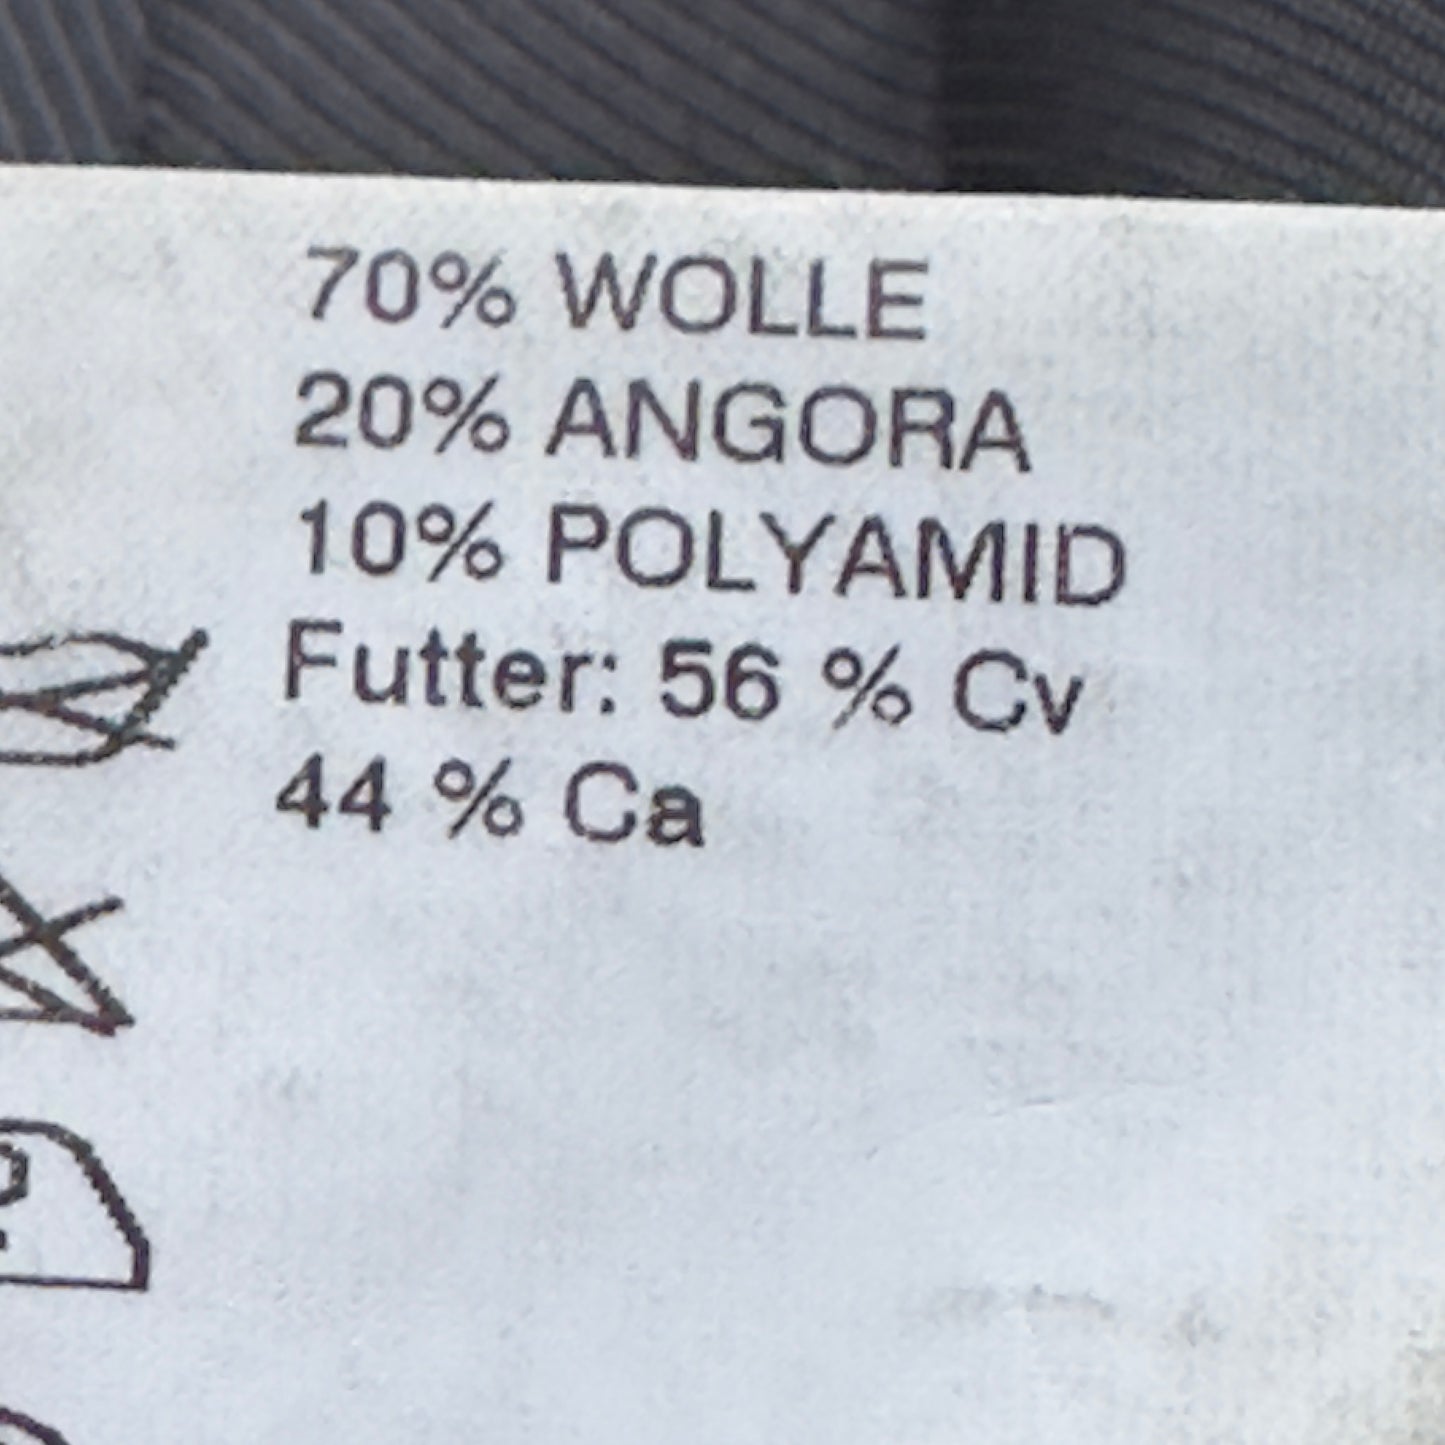 70% WOLLE
20% ANGORA
10% POLYAMID
Futter: 56 % Cv
44 % Ca